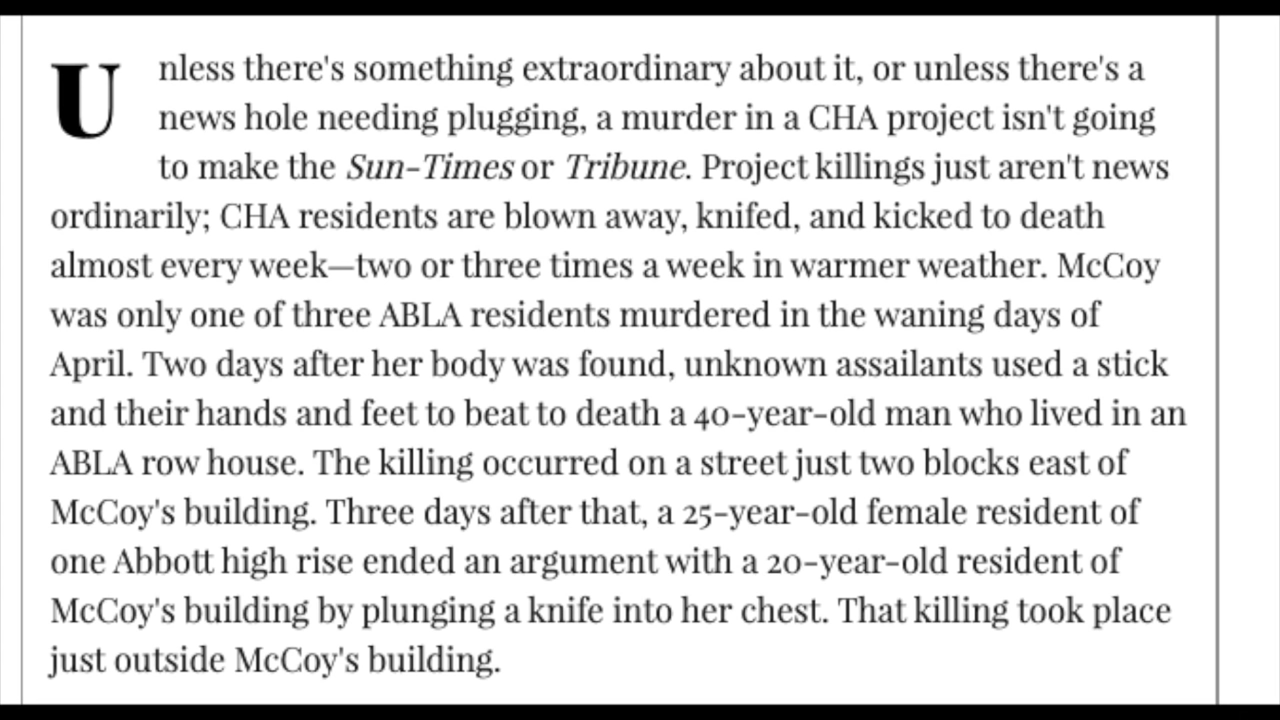 Unless there's something extraordinary about it, or unless there's a
news hole needing plugging, a murder in a CHA project isn't going
to make the Sun-Times or Tribune. Project killings just aren't news
ordinarily; CHA residents are blown away, knifed, and kicked to death
almost every week—two or three times a week in warmer weather. McCoy
was only one of three ABLA residents murdered in the waning days of
April. Two days after her body was found, unknown assailants used a stick
and their hands and feet to beat to death a 40-year-old man who lived in an
ABLA row house. The killing occurred on a street just two blocks east of
McCoy's building. Three days after that, a 25-year-old female resident of
one Abbott high rise ended an argument with a 20-year-old resident of
McCoy's building by plunging a knife into her chest. That killing took place
just outside McCoy's building.